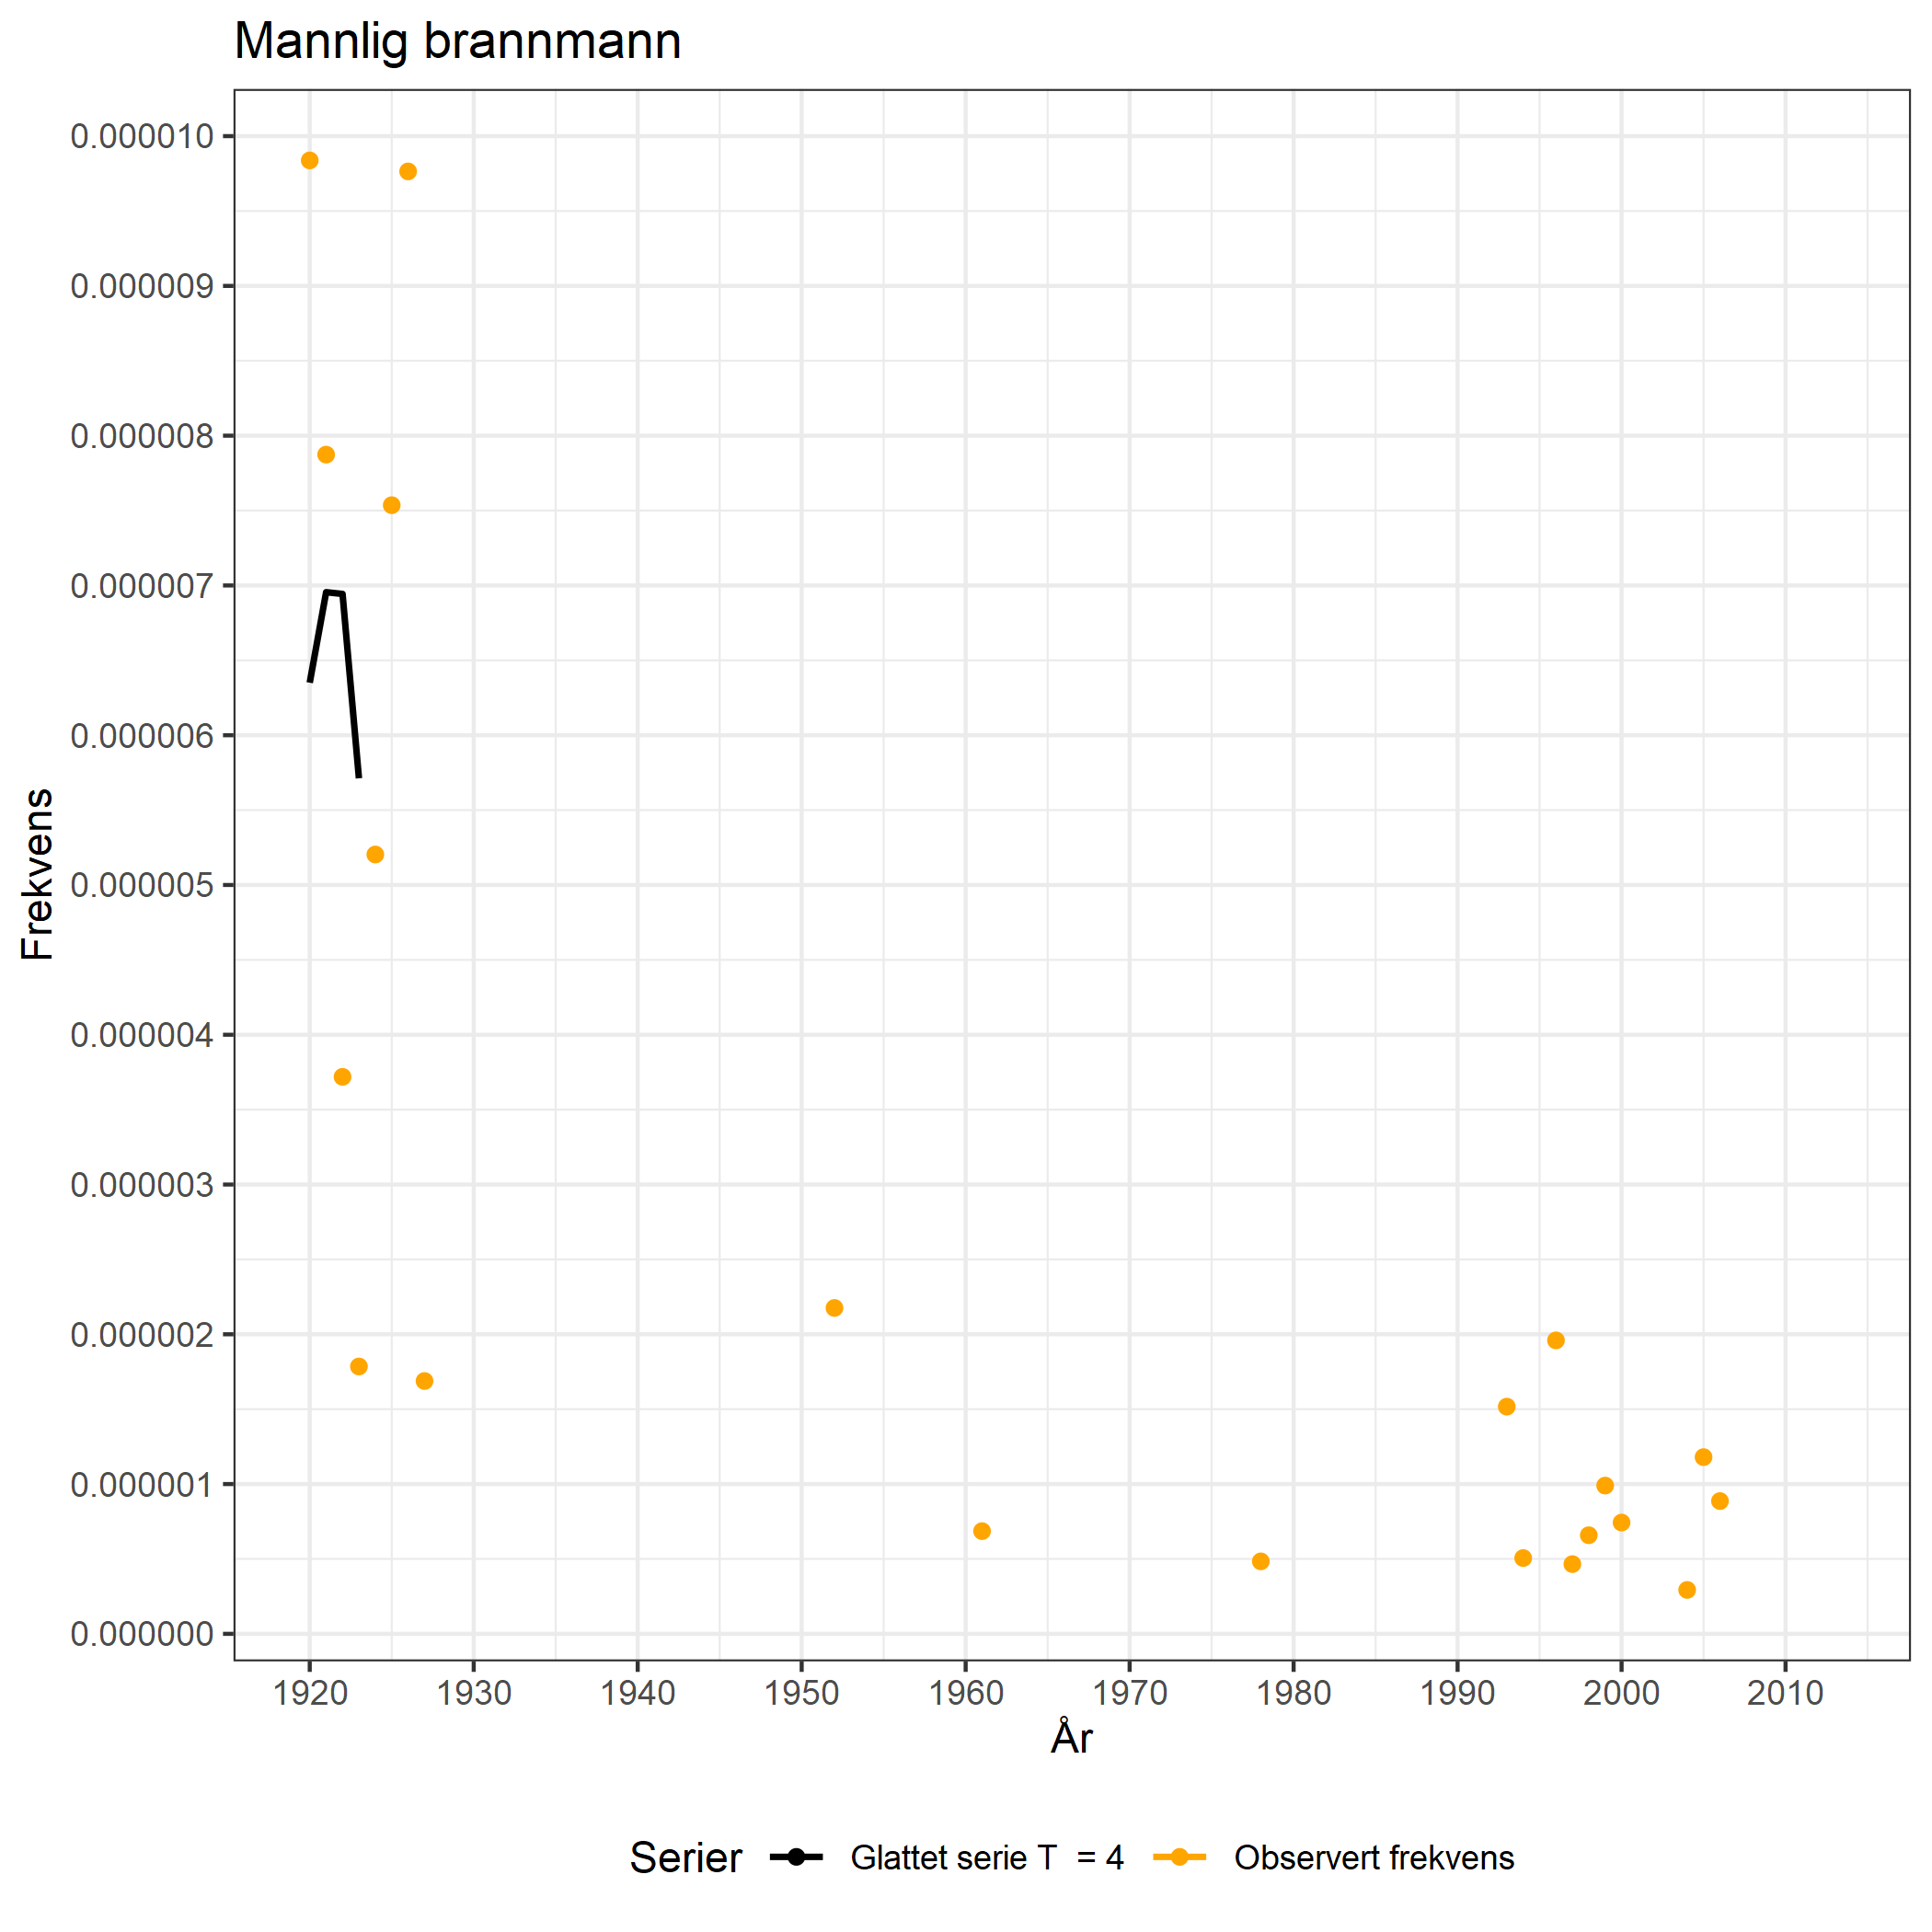 Mannlig brannmann
0.000010
0.000009
0.000008
0.000007
0.000006
0.000005
0.000004
0.000003
0.000002
0.000001
0.000000
Frekvens
1920 1930 1940 1950 1960 1970 1980 1990 2000 2010
År
Serier Glattet serie T = 4 Observert frekvens